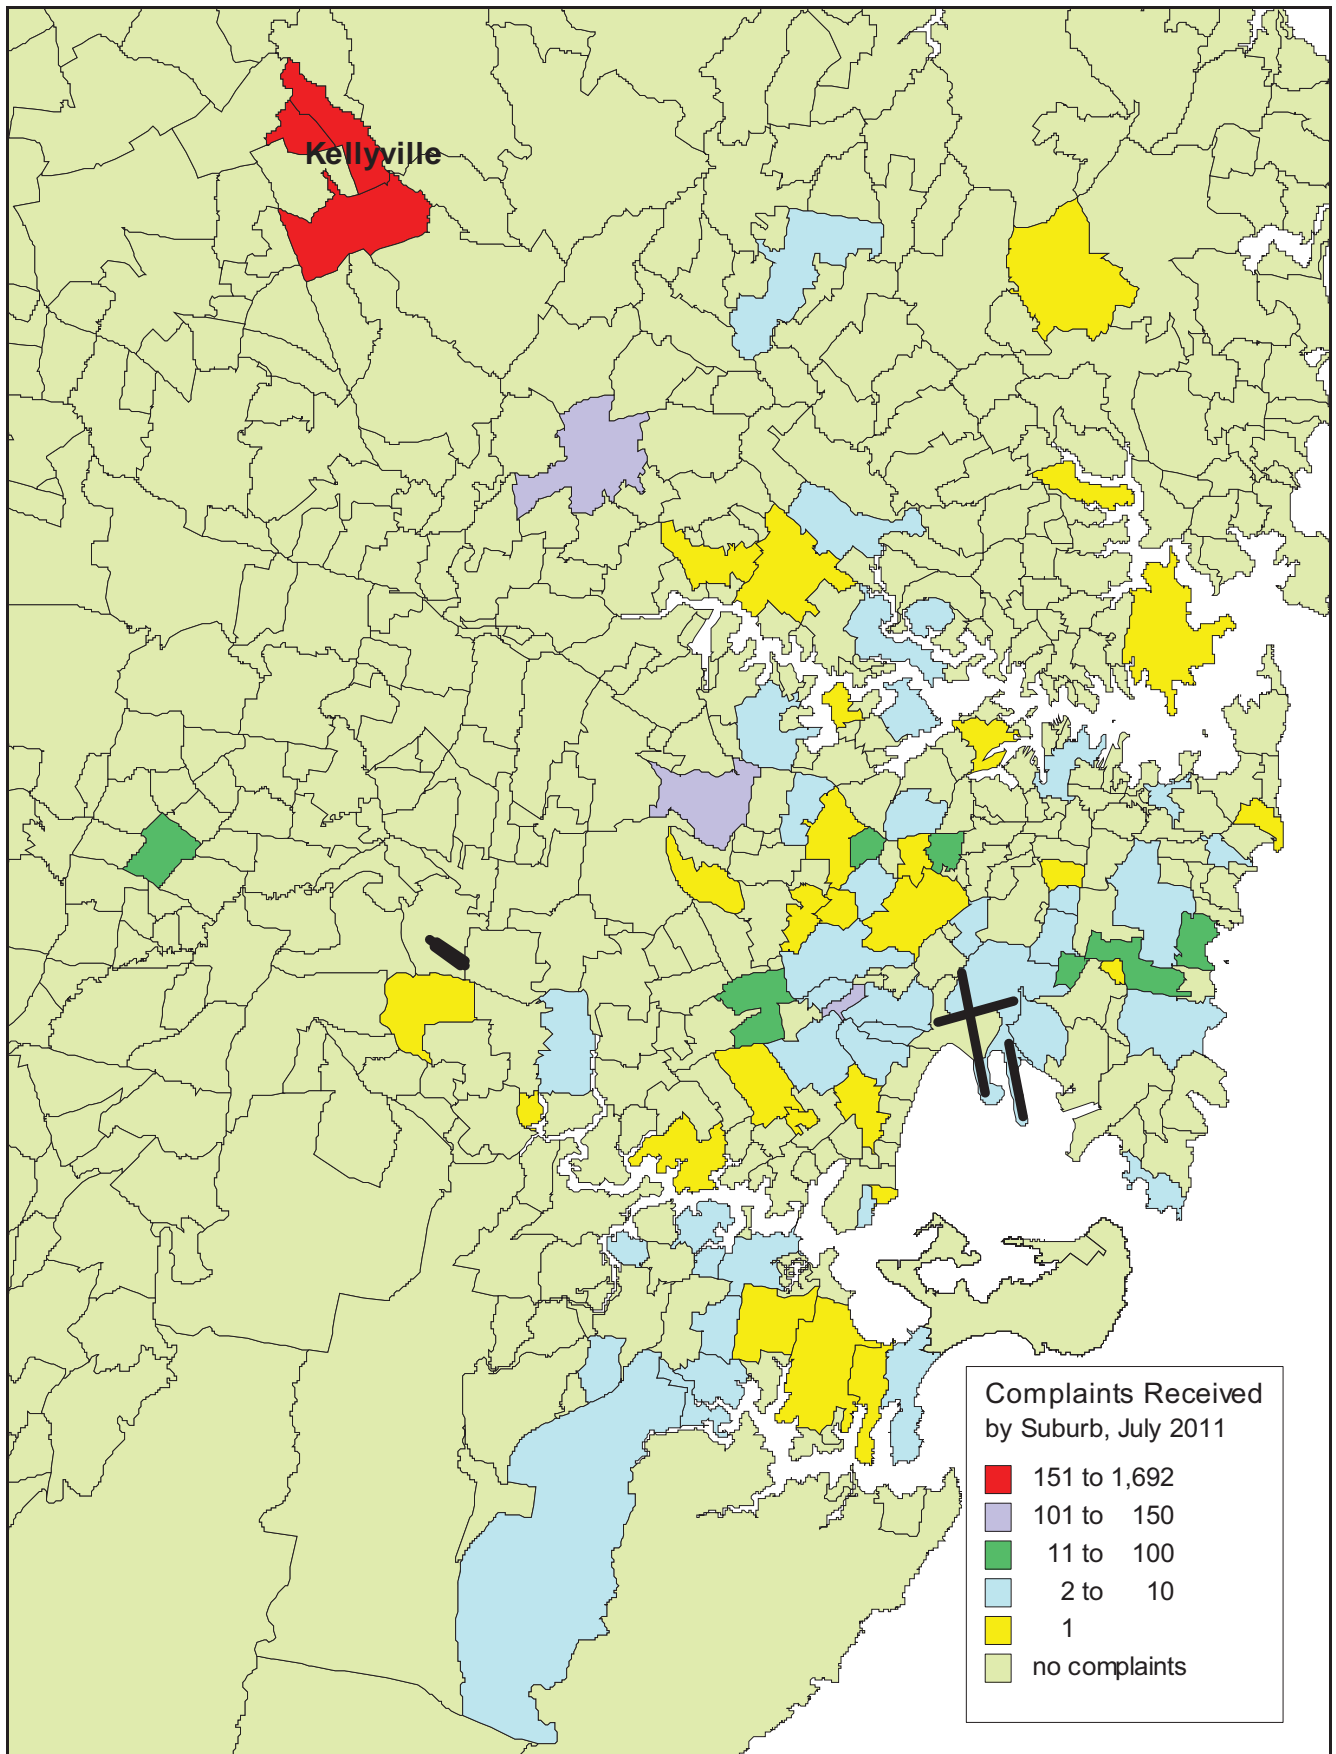 Kellyville
Complaints Received
by Suburb, July 2011
151 to 1,692
101 to 150
11 to 100
2 to 10
1
no complaints